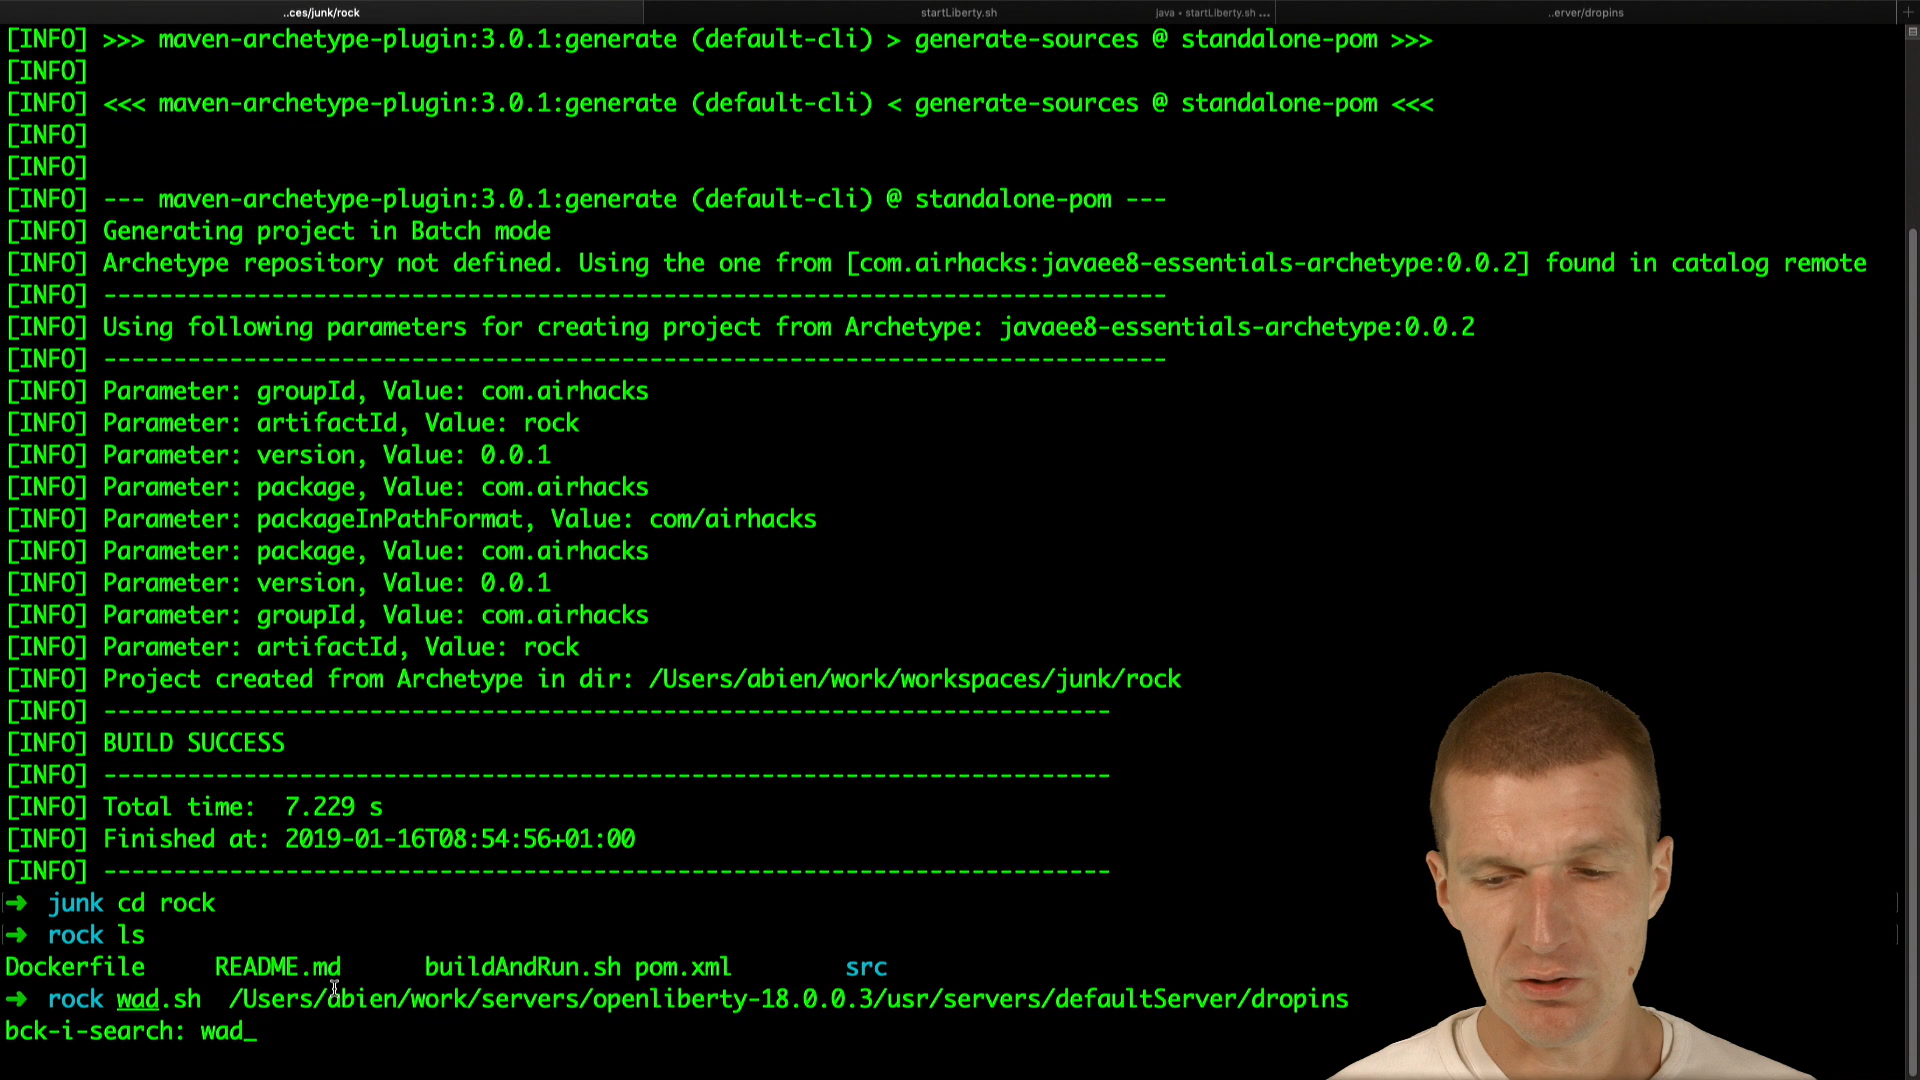 ..ces/junk/rock startLiberty.sh java • startLiberty.sh ... ..erver/dropins
[INFO] >>> maven-archetype-plugin:3.0.1:generate (default-cli) > generate-sources @ standalone-pom >>>
[INFO]
[INFO] <<< maven-archetype-plugin:3.0.1:generate (default-cli) < generate-sources @ standalone-pom <<<
[INFO]
[INFO]
[INFO] --- maven-archetype-plugin:3.0.1:generate (default-cli) @ standalone-pom ---
[INFO] Generating project in Batch mode
[INFO] Archetype repository not defined. Using the one from [com.airhacks:javaee8-essentials-archetype:0.0.2] found in catalog remote
[INFO] ----------------------------------------------------------------------------
[INFO] Using following parameters for creating project from Archetype: javaee8-essentials-archetype:0.0.2
[INFO] ----------------------------------------------------------------------------
[INFO] Parameter: groupId, Value: com.airhacks
[INFO] Parameter: artifactId, Value: rock
[INFO] Parameter: version, Value: 0.0.1
[INFO] Parameter: package, Value: com.airhacks
[INFO] Parameter: packageInPathFormat, Value: com/airhacks
[INFO] Parameter: package, Value: com.airhacks
[INFO] Parameter: version, Value: 0.0.1
[INFO] Parameter: groupId, Value: com.airhacks
[INFO] Parameter: artifactId, Value: rock
[INFO] Project created from Archetype in dir: /Users/abien/work/workspaces/junk/rock
[INFO] ------------------------------------------------------------------------
[INFO] BUILD SUCCESS
[INFO] ------------------------------------------------------------------------
[INFO] Total time:  7.229 s
[INFO] Finished at: 2019-01-16T08:54:56+01:00
[INFO] ------------------------------------------------------------------------
➜  junk cd rock
➜  rock ls
Dockerfile README.md buildAndRun.sh pom.xml src
➜  rock wad.sh  /Users/abien/work/servers/openliberty-18.0.0.3/usr/servers/defaultServer/dropins
bck-i-search: wad_